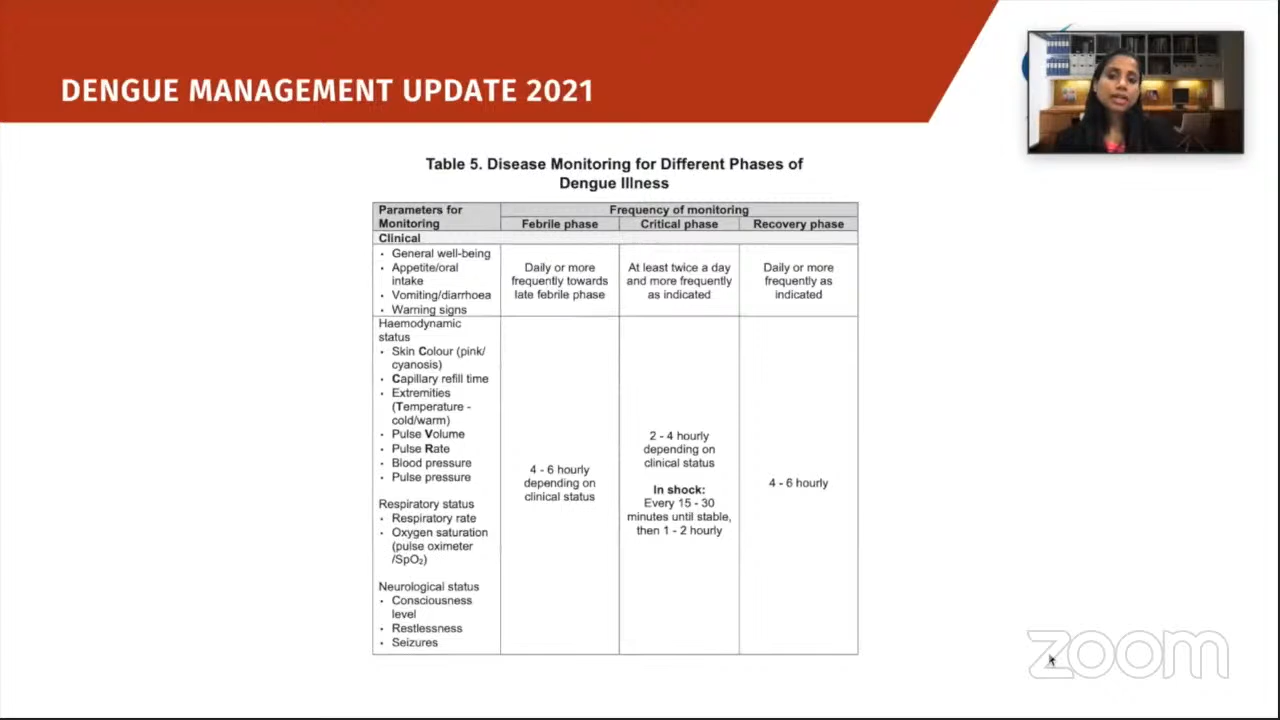 DENGUE MANAGEMENT UPDATE 2021
Table 5. Disease Monitoring for Different Phases of
Dengue Illness
Parameters for
Monitoring
Frequency of monitoring
Febrile phase
Critical phase
Recovery phase
Clinical
• General well-being
• Appetite/oral
intake
• Vomiting/diarrhoea
• Warning signs
Daily or more
frequently towards
late febrile phase
At least twice a day
and more frequently
as indicated
Daily or more
frequently as
indicated
Haemodynamic
status
• Skin Colour (pink/
cyanosis)
• Capillary refill time
• Extremities
(Temperature -
cold/warm)
• Pulse Volume
• Pulse Rate
• Blood pressure
• Pulse pressure
Respiratory status
• Respiratory rate
• Oxygen saturation
(pulse oximeter
/SpO₂)
Neurological status
• Consciousness
level
• Restlessness
• Seizures
4 - 6 hourly
depending on
clinical status
2 - 4 hourly
depending on
clinical status
In shock:
Every 15 - 30
minutes until stable,
then 1 - 2 hourly
4 - 6 hourly
zoom